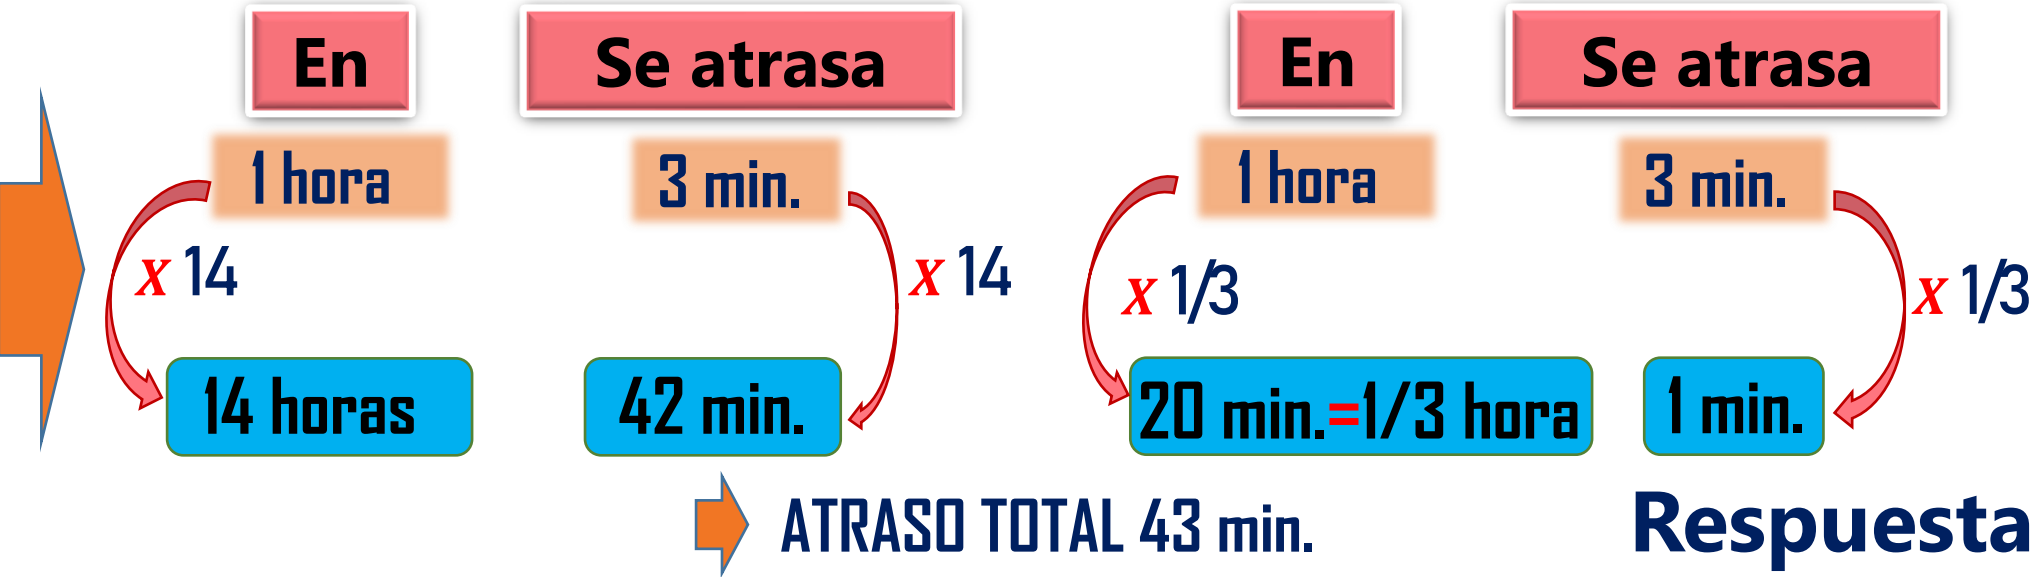 En Se atrasa En Se atrasa
1 hora 3 min. 1 hora 3 min.
x 14 x 14 x 1/3 x 1/3
14 horas 42 min. 20 min.=1/3 hora 1 min.
ATRASO TOTAL 43 min. Respuesta